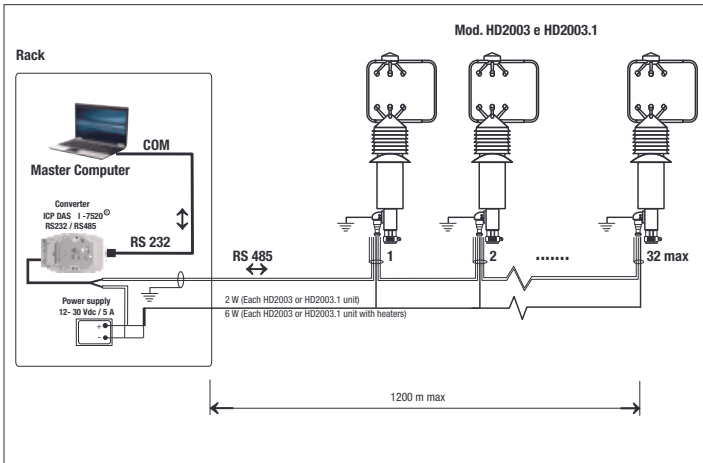 Mod. HD2003 e HD2003.1
Rack
COM
Master Computer
Converter
ICP DAS I -7520®
RS232 / RS485
RS 232
RS 485
1
2
.......
32 max
Power supply
12- 30 Vdc / 5 A
+
-
2 W (Each HD2003 or HD2003.1 unit)
6 W (Each HD2003 or HD2003.1 unit with heaters)
1200 m max